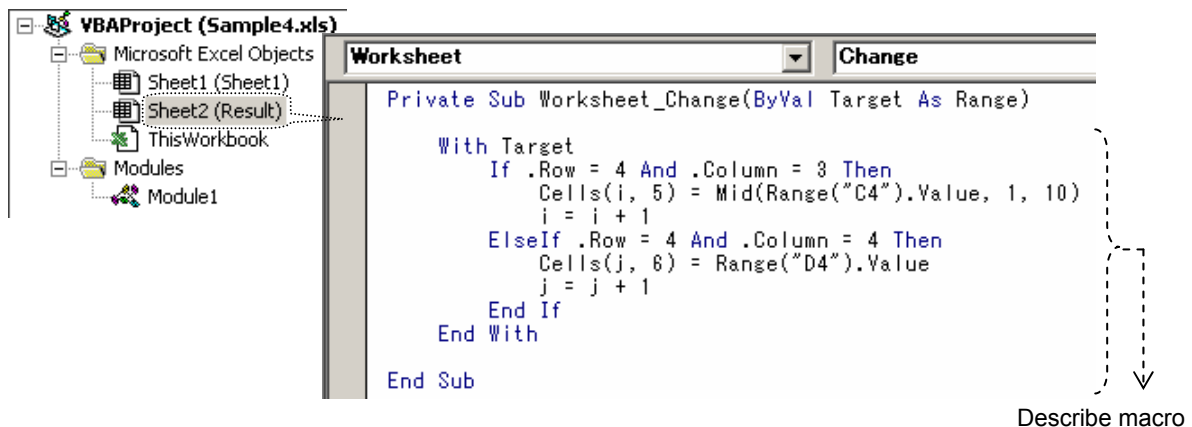 VBAProject (Sample4.xls)
Microsoft Excel Objects
Sheet1 (Sheet1)
Sheet2 (Result)
ThisWorkbook
Modules
Module1
Worksheet
Change
Private Sub Worksheet_Change(ByVal Target As Range)
With Target
If .Row = 4 And .Column = 3 Then
Cells(i, 5) = Mid(Range("C4").Value, 1, 10)
i = i + 1
ElseIf .Row = 4 And .Column = 4 Then
Cells(j, 6) = Range("D4").Value
j = j + 1
End If
End With
End Sub
Describe macro